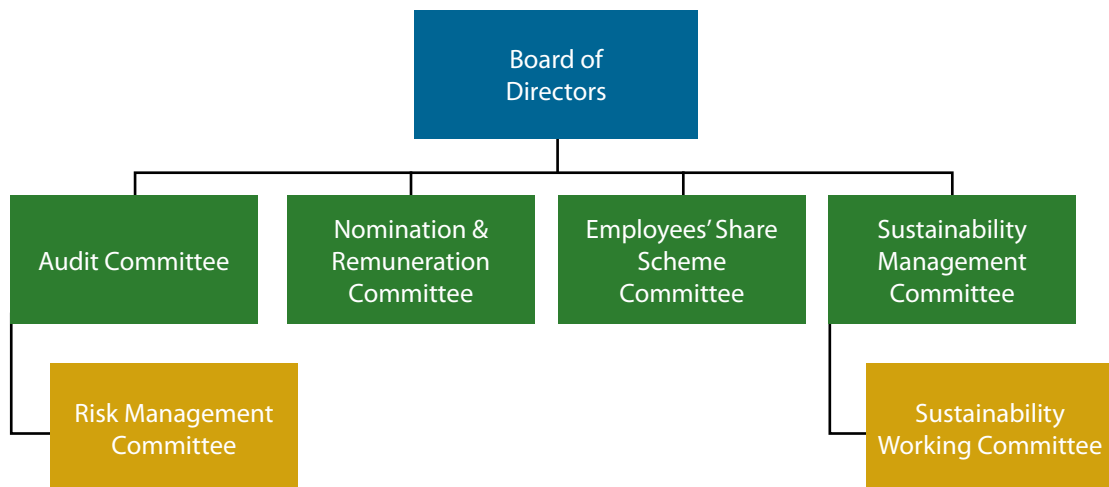 Board of
Directors
Audit Committee
Nomination &
Remuneration
Committee
Employees’ Share
Scheme
Committee
Sustainability
Management
Committee
Risk Management
Committee
Sustainability
Working Committee